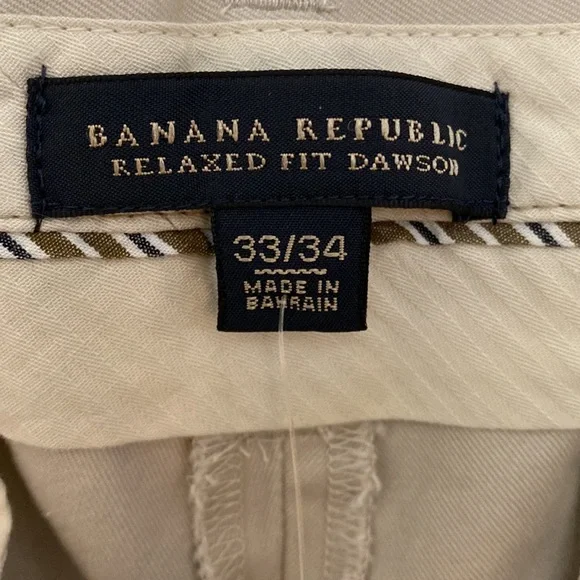 BANANA REPUBLIC
RELAXED FIT DAWSON
33/34
MADE IN
BAHRAIN